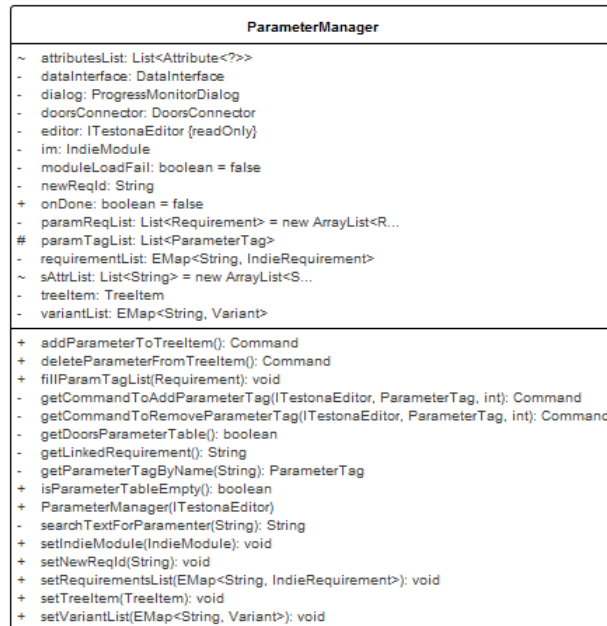 ParameterManager
~ attributesList: List<Attribute<?>>
- dataInterface: DataInterface
- dialog: ProgressMonitorDialog
- doorsConnector: DoorsConnector
- editor: ITestonaEditor {readOnly}
- im: IndieModule
- moduleLoadFail: boolean = false
- newReqId: String
+ onDone: boolean = false
- paramReqList: List<Requirement> = new ArrayList<R...
# paramTagList: List<ParameterTag>
- requirementList: EMap<String, IndieRequirement>
~ sAttrList: List<String> = new ArrayList<S...
- treeItem: TreeItem
- variantList: EMap<String, Variant>
+ addParameterToTreeItem(): Command
+ deleteParameterFromTreeItem(): Command
+ fillParamTagList(Requirement): void
- getCommandToAddParameterTag(ITestonaEditor, ParameterTag, int): Command
- getCommandToRemoveParameterTag(ITestonaEditor, ParameterTag, int): Command
- getDoorsParameterTable(): boolean
- getLinkedRequirement(): String
- getParameterTagByName(String): ParameterTag
+ isParameterTableEmpty(): boolean
+ ParameterManager(ITestonaEditor)
- searchTextForParamenter(String): String
+ setIndieModule(IndieModule): void
+ setNewReqId(String): void
+ setRequirementsList(EMap<String, IndieRequirement>): void
+ setTreeItem(TreeItem): void
+ setVariantList(EMap<String, Variant>): void